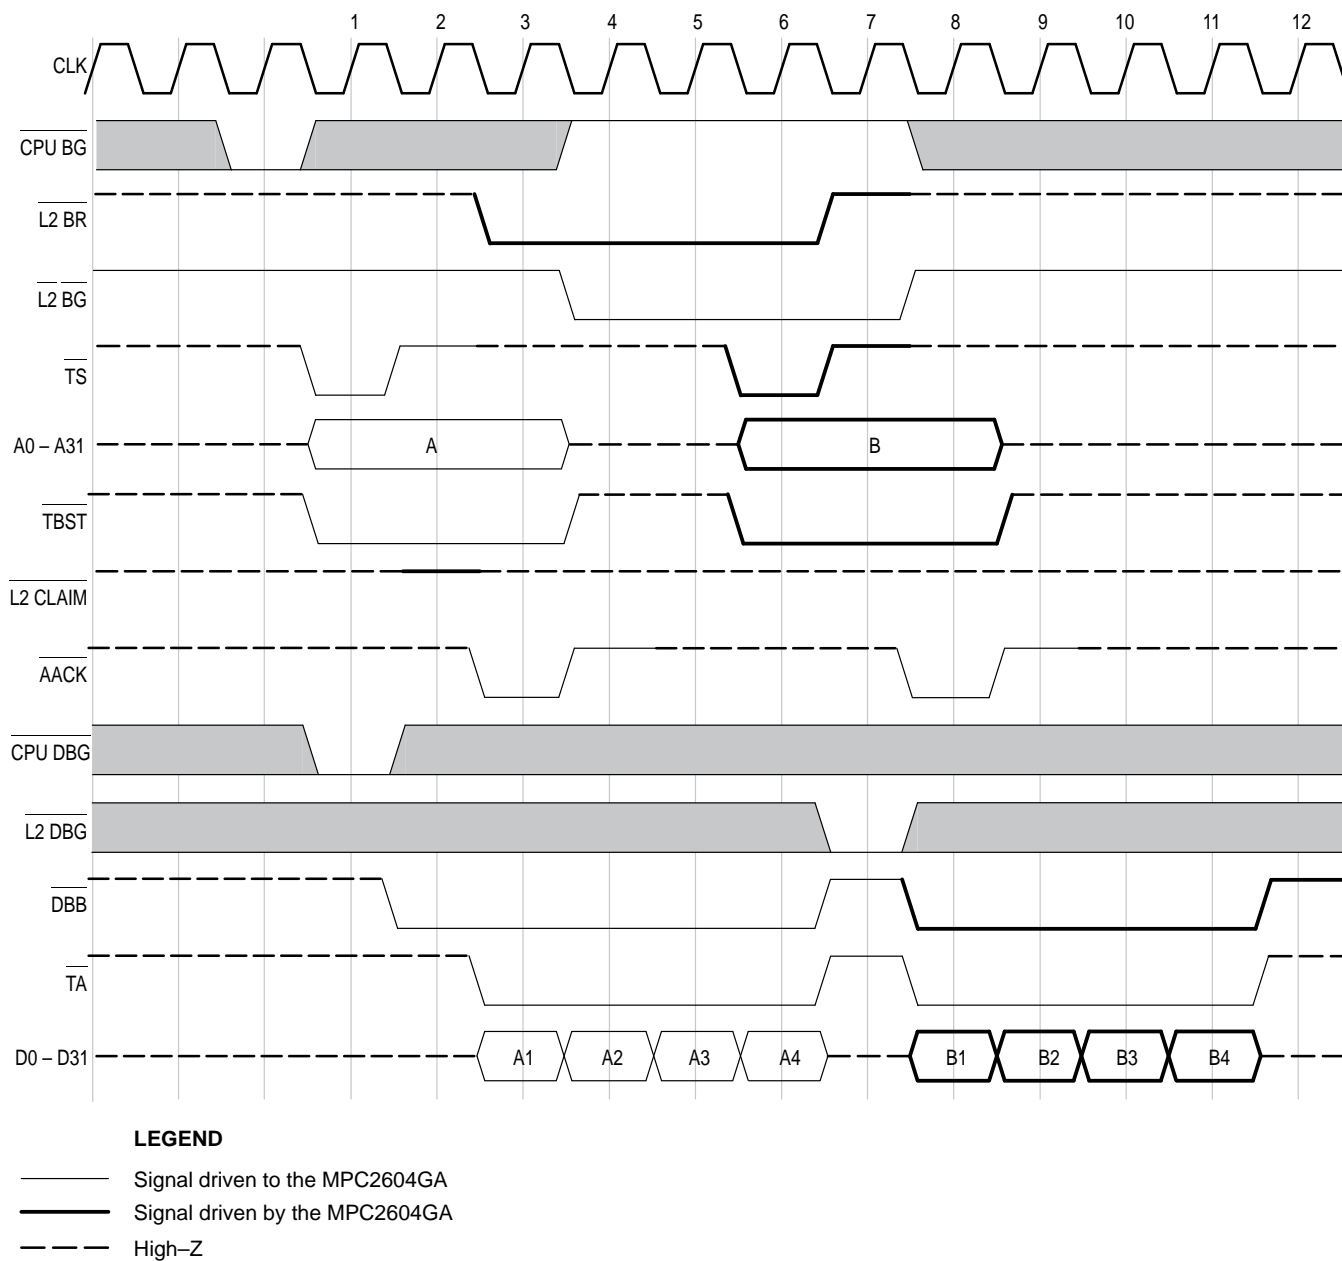 1 2 3 4 5 6 7 8 9 10 11 12
CLK
CPU BG
L2 BR
L2 BG
TS
A0 – A31 A B
TBST
L2 CLAIM
AACK
CPU DBG
L2 DBG
DBB
TA
D0 – D31 A1 A2 A3 A4 B1 B2 B3 B4
LEGEND
Signal driven to the MPC2604GA
Signal driven by the MPC2604GA
High–Z